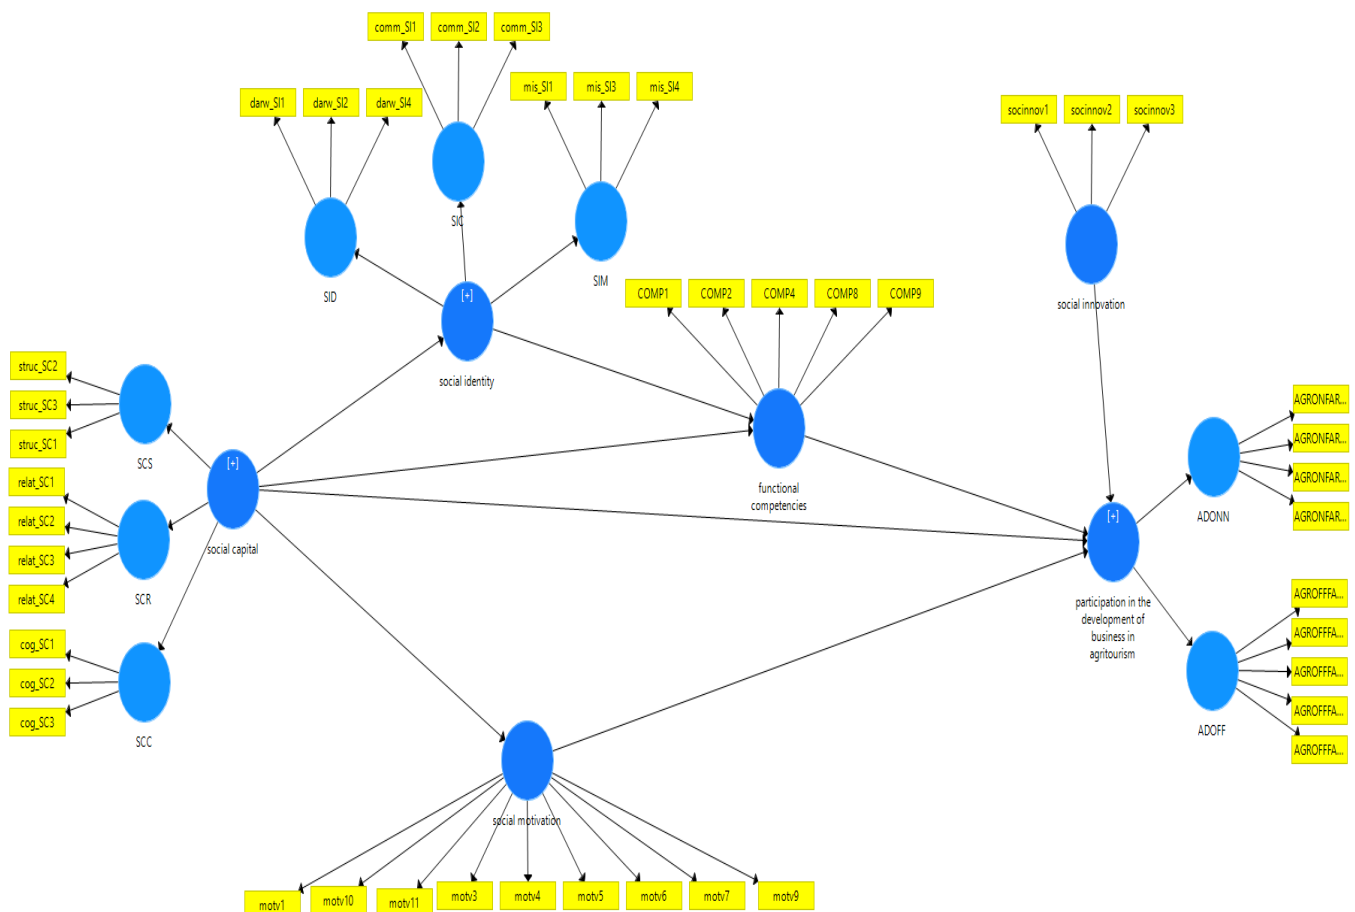 comm_SI1
comm_SI2
comm_SI3
darw_SI1
darw_SI2
darw_SI4
mis_SI1
mis_SI3
mis_SI4
socinnov1
socinnov2
socinnov3
SIC
SID
SIM
[+]
social identity
COMP1
COMP2
COMP4
COMP8
COMP9
social innovation
struc_SC2
struc_SC3
struc_SC1
SCS
relat_SC1
relat_SC2
relat_SC3
relat_SC4
SCR
[+]
social capital
cog_SC1
cog_SC2
cog_SC3
SCC
functional
competencies
AGRONFAR...
AGRONFAR...
AGRONFAR...
AGRONFAR...
ADONN
[+]
participation in the
development of
business in
agritourism
AGROFFFA...
AGROFFFA...
AGROFFFA...
AGROFFFA...
AGROFFFA...
ADOFF
social motivation
motv1
motv10
motv11
motv3
motv4
motv5
motv6
motv7
motv9